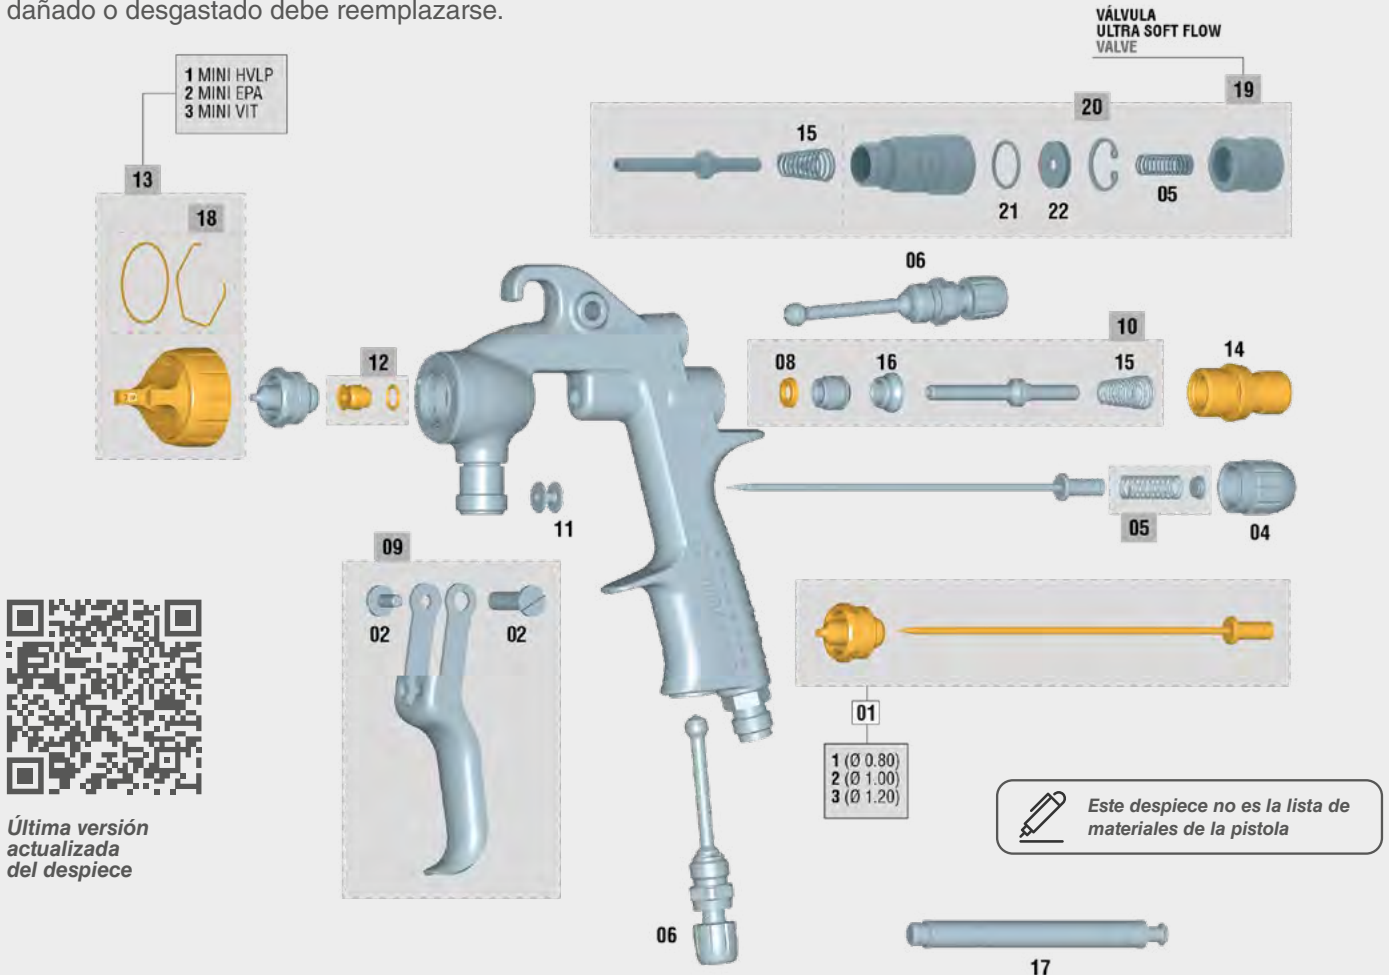 dañado o desgastado debe reemplazarse.
VÁLVULA
ULTRA SOFT FLOW
VALVE
1 MINI HVLP
2 MINI EPA
3 MINI VIT
19
20
15
13
18
21
22
05
06
10
12
08
16
15
14
11
05
04
09
02
02
01
1 (Ø 0.80)
2 (Ø 1.00)
3 (Ø 1.20)
Este despiece no es la lista de
materiales de la pistola
Última versión
actualizada
del despiece
06
17